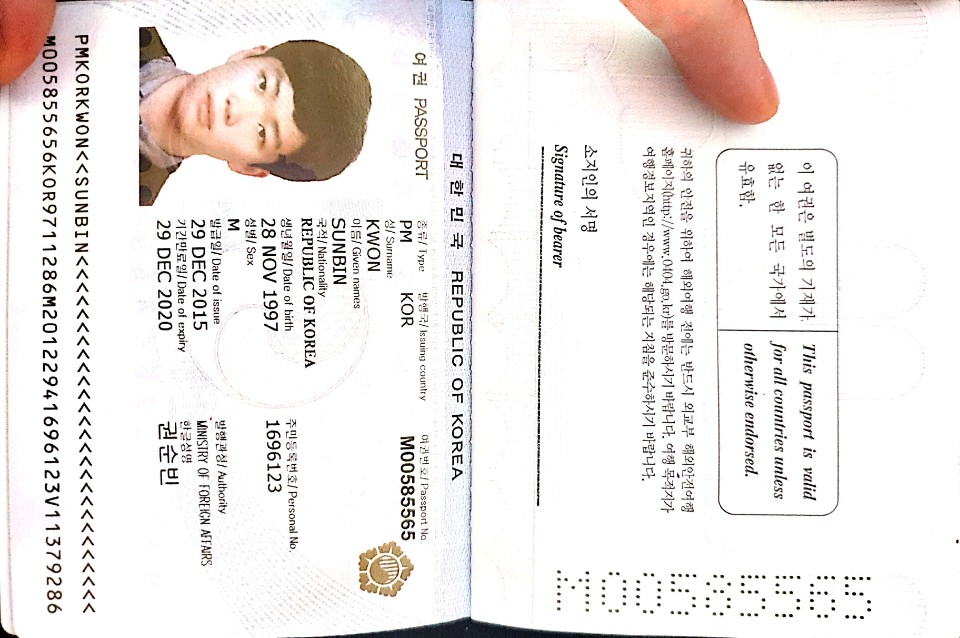 이 여권은 별도의 기재가
없는 한 모든 국가에서
유효함.
This passport is valid
for all countries unless
otherwise endorsed.
귀하의 안전을 위하여 해외여행 전에는 반드시 외교부 해외안전여행
홈페이지(http://www.0404.go.kr)를 방문하시기 바랍니다. 여행 목적지가
여행경보지역인 경우에는 해당되는 지침을 준수하시기 바랍니다.
소지인의 서명
Signature of bearer
M00585565
대한민국 REPUBLIC OF KOREA
여권 PASSPORT
종류/ Type 발행국/ Issuing country 여권번호/ Passport No.
PM KOR M00585565
성/ Surname
KWON
이름/ Given names
SUNBIN
국적/ Nationality
REPUBLIC OF KOREA
생년월일/ Date of birth 주민등록번호/ Personal No.
28 NOV 1997 1696123
성별/ Sex
M
발급일/ Date of issue 발행관청/ Authority
29 DEC 2015 MINISTRY OF FOREIGN AFFAIRS
기간만료일/ Date of expiry 한글성명
29 DEC 2020 권순빈
PMKORKWON<<SUNBIN<<<<<<<<<<<<<<<<<<<<<<<<<<<
M005855656KOR9711286M20122941696123V11379286